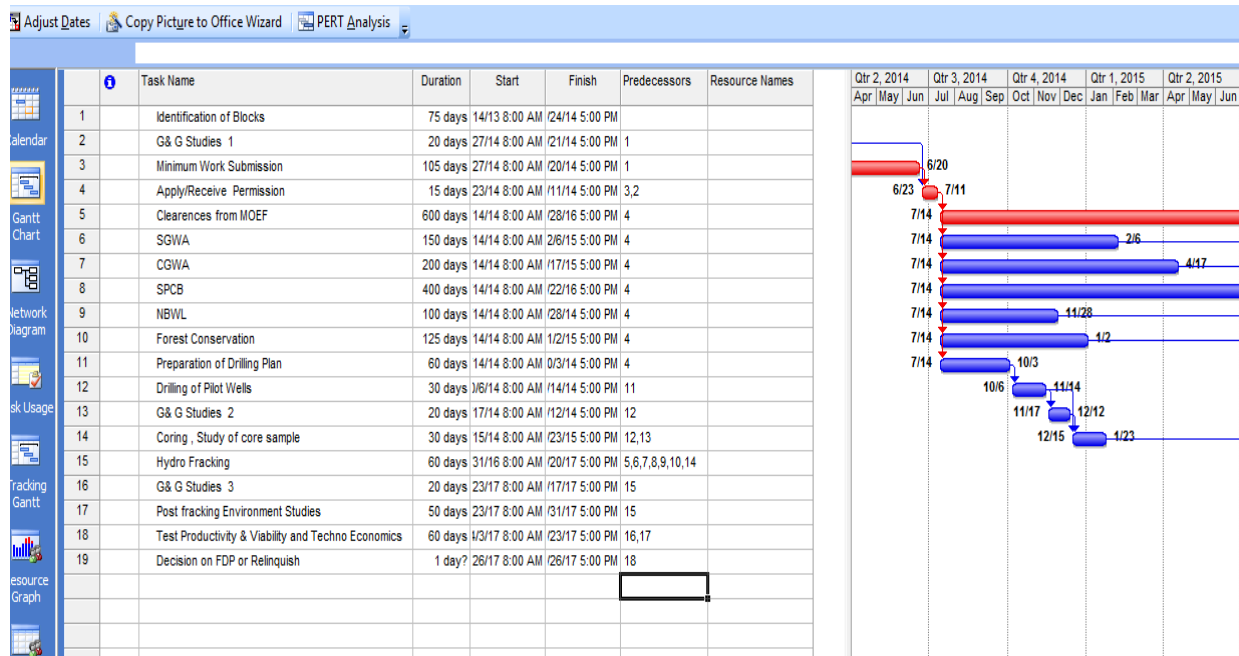 Adjust Dates Copy Picture to Office Wizard PERT Analysis
Task Name Duration Start Finish Predecessors Resource Names Qtr 2, 2014 Qtr 3, 2014 Qtr 4, 2014 Qtr 1, 2015 Qtr 2, 2015
Apr May Jun Jul Aug Sep Oct Nov Dec Jan Feb Mar Apr May Jun
1 Identification of Blocks 75 days 14/13 8:00 AM /24/14 5:00 PM
2 G& G Studies 1 20 days 27/14 8:00 AM /21/14 5:00 PM 1
3 Minimum Work Submission 105 days 27/14 8:00 AM /20/14 5:00 PM 1 6/20
4 Apply/Receive Permission 15 days 23/14 8:00 AM /11/14 5:00 PM 3,2 6/23 7/11
5 Clearences from MOEF 600 days 14/14 8:00 AM /28/16 5:00 PM 4 7/14
6 SGWA 150 days 14/14 8:00 AM 2/6/15 5:00 PM 4 7/14 2/6
7 CGWA 200 days 14/14 8:00 AM /17/15 5:00 PM 4 7/14 4/17
8 SPCB 400 days 14/14 8:00 AM /22/16 5:00 PM 4 7/14
9 NBWL 100 days 14/14 8:00 AM /28/14 5:00 PM 4 7/14 11/28
10 Forest Conservation 125 days 14/14 8:00 AM 1/2/15 5:00 PM 4 7/14 1/2
11 Preparation of Drilling Plan 60 days 14/14 8:00 AM 0/3/14 5:00 PM 4 7/14 10/3
12 Drilling of Pilot Wells 30 days 0/6/14 8:00 AM /14/14 5:00 PM 11 10/6 11/14
13 G& G Studies 2 20 days 17/14 8:00 AM /12/14 5:00 PM 12 11/17 12/12
14 Coring , Study of core sample 30 days 15/14 8:00 AM /23/15 5:00 PM 12,13 12/15 1/23
15 Hydro Fracking 60 days 31/16 8:00 AM /20/17 5:00 PM 5,6,7,8,9,10,14
16 G& G Studies 3 20 days 23/17 8:00 AM /17/17 5:00 PM 15
17 Post fracking Environment Studies 50 days 23/17 8:00 AM /31/17 5:00 PM 15
18 Test Productivity & Viability and Techno Economics 60 days 4/3/17 8:00 AM /23/17 5:00 PM 16,17
19 Decision on FDP or Relinquish 1 day? 26/17 8:00 AM /26/17 5:00 PM 18
alendar
Gantt
Chart
etwork
iagram
sk Usage
racking
Gantt
esource
Graph